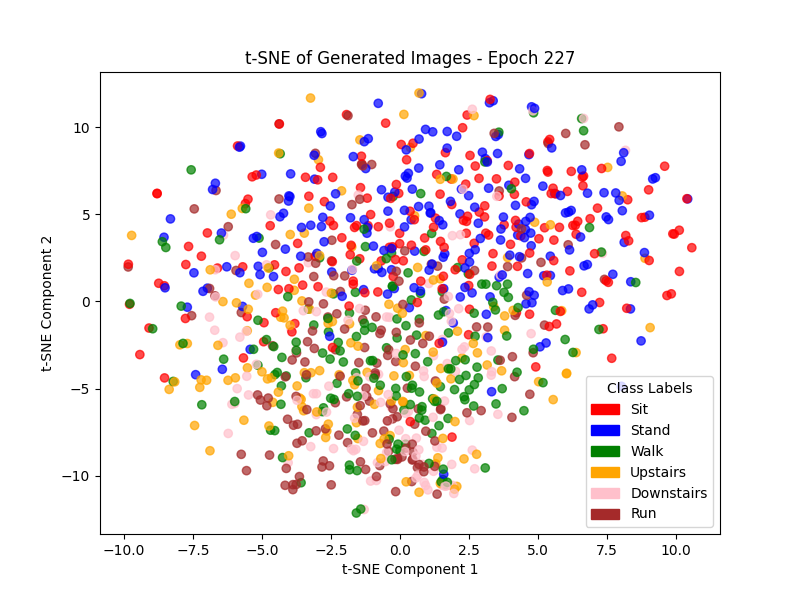 t-SNE of Generated Images - Epoch 227
t-SNE Component 2
10
5
0
−5
−10
−10.0
−7.5
−5.0
−2.5
0.0
2.5
5.0
7.5
10.0
t-SNE Component 1
Class Labels
Sit
Stand
Walk
Upstairs
Downstairs
Run